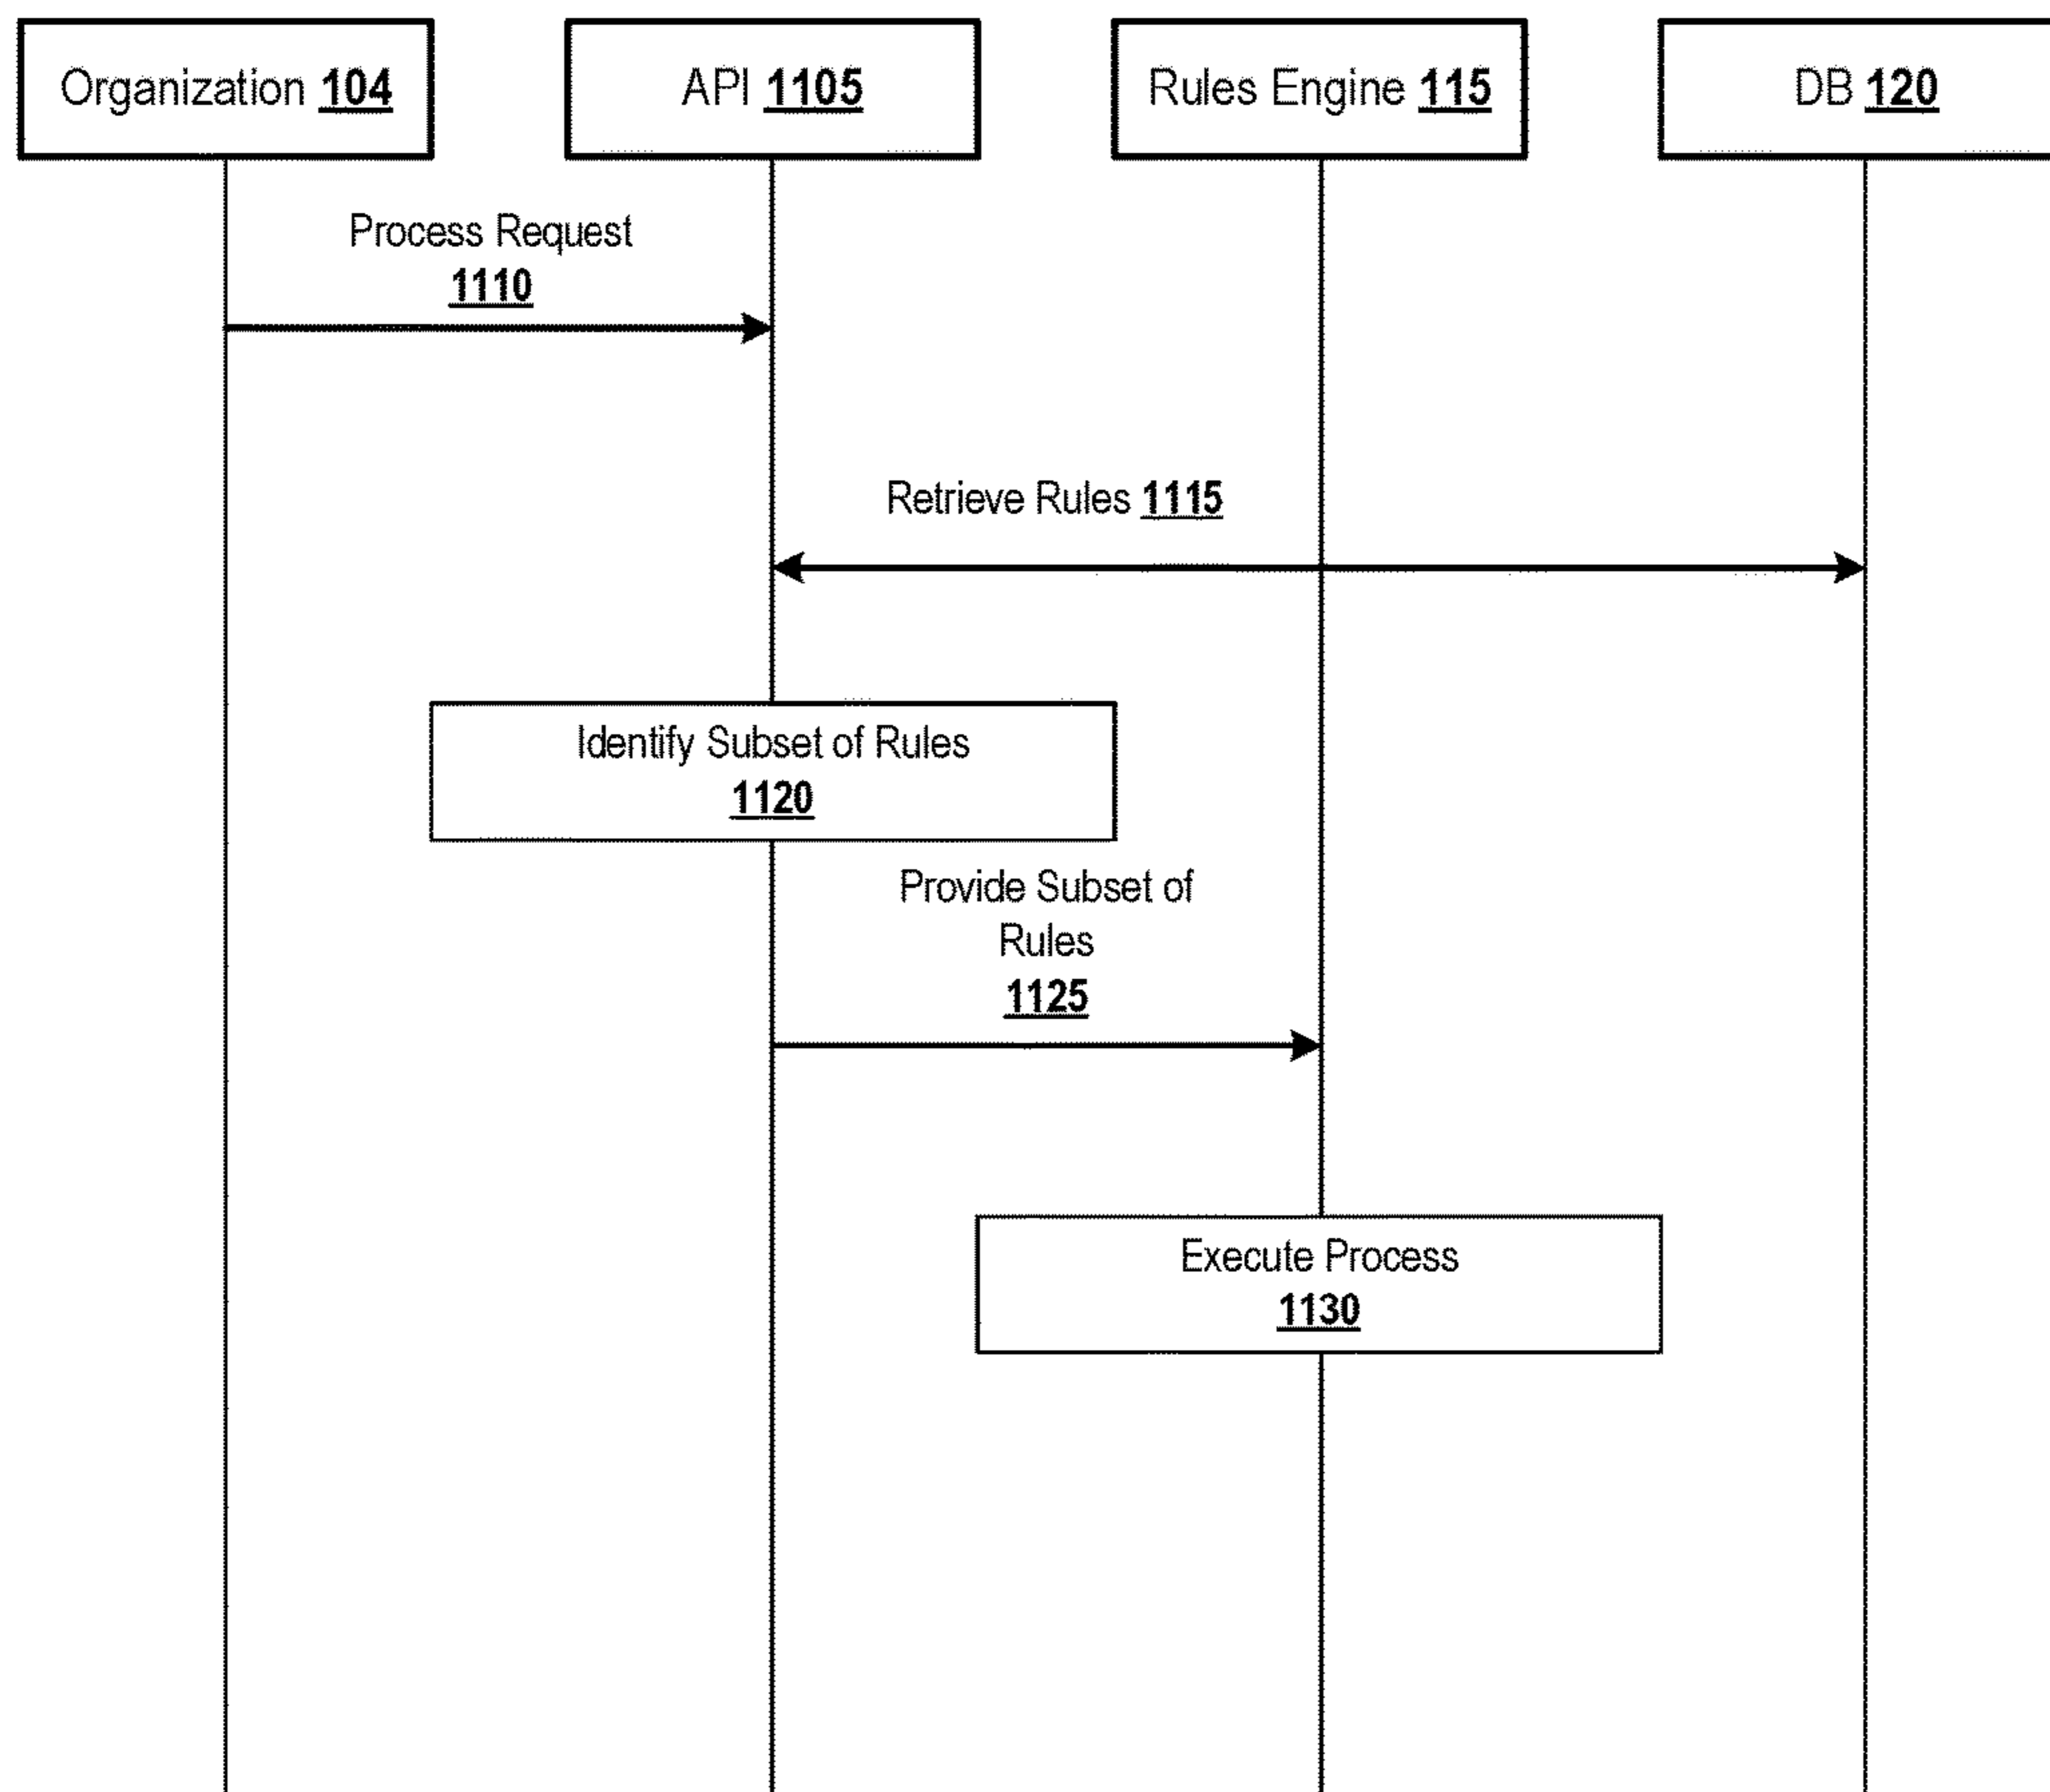 Organization 104
API 1105
Rules Engine 115
DB 120
Process Request
1110
Retrieve Rules 1115
Identify Subset of Rules
1120
Provide Subset of
Rules
1125
Execute Process
1130